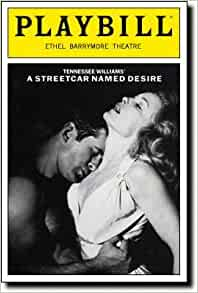 PLAYBILL®
ETHEL BARRYMORE THEATRE
TENNESSEE WILLIAMS'
A STREETCAR NAMED DESIRE